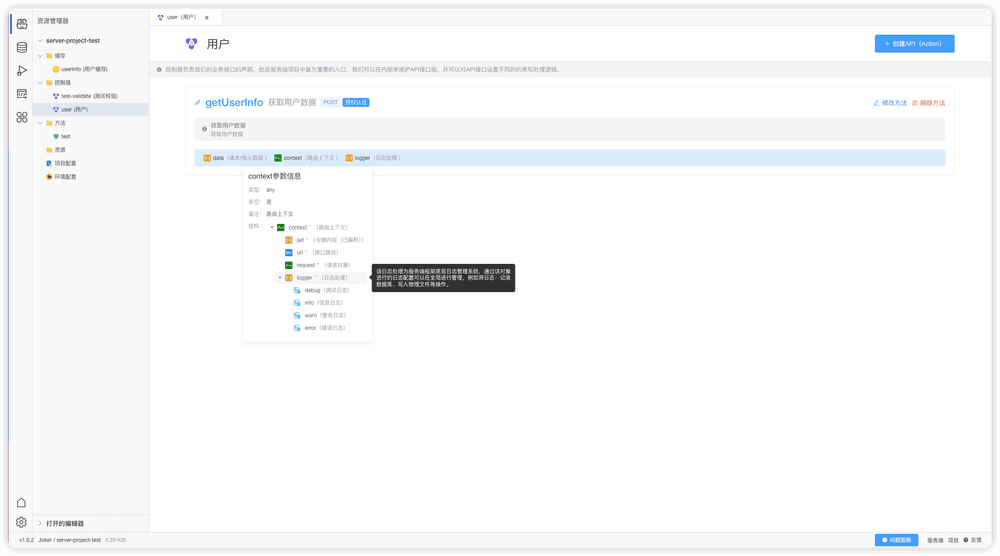 资源管理器
user（用户）
server-project-test
缓存
userInfo (用户缓存)
控制器
test-validate (测试校验)
user (用户)
方法
test
资源
项目配置
环境配置
用户
+ 创建API（Action）
控制器负责我们的业务接口的声明，他是服务端项目中最为重要的入口，我们可以在内部来维护API接口组，并可以对API接口设置不同的约束和处理逻辑。
getUserInfo 获取用户数据 POST 授权认证
修改方法 删除方法
获取用户数据
获取用户数据
data（请求/传入数据 ） context（路由上下文 ） logger（日志处理 ）
context参数信息
类型： any
非空： 是
备注： 路由上下文
结构： context *（路由上下文）
jwt *（令牌内容（已解析））
url *（接口路径）
request *（请求对象）
logger *（日志处理）
debug（调试日志）
info（信息日志）
warn（警告日志）
error（错误日志）
该日志处理为服务端框架底层日志管理系统，通过该对象
进行的日志配置可以在全局进行管理，例如将日志：记录
数据库、写入物理文件等操作。
打开的编辑器
v1.0.2 Joker / server-project-test 5.39 KiB
问题面板 服务端 项目 反馈